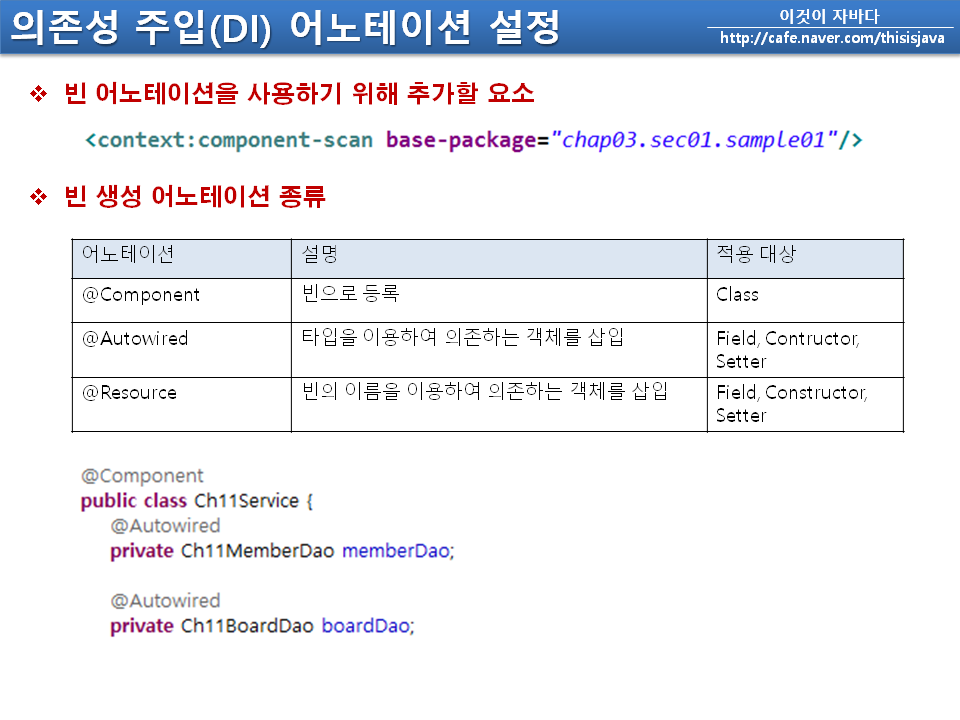 의존성 주입(DI) 어노테이션 설정
이것이 자바다
http://cafe.naver.com/thisisjava
❖ 빈 어노테이션을 사용하기 위해 추가할 요소
<context:component-scan base-package="chap03.sec01.sample01"/>
❖ 빈 생성 어노테이션 종류
어노테이션 설명 적용 대상
@Component 빈으로 등록 Class
@Autowired 타입을 이용하여 의존하는 객체를 삽입 Field, Contructor,
Setter
@Resource 빈의 이름을 이용하여 의존하는 객체를 삽입 Field, Constructor,
Setter
@Component
public class Ch11Service {
@Autowired
private Ch11MemberDao memberDao;
@Autowired
private Ch11BoardDao boardDao;